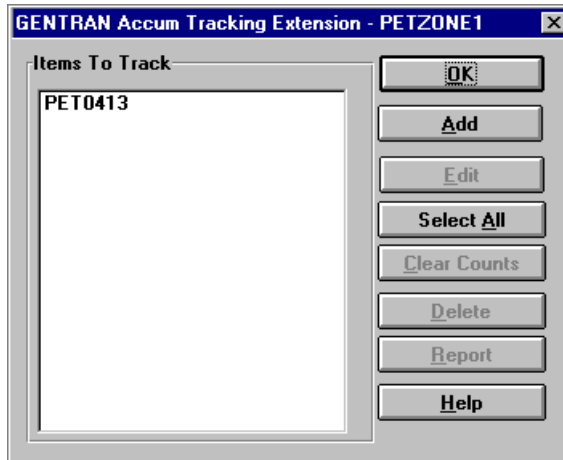 GENTRAN Accum Tracking Extension - PETZONE1
Items To Track
PET0413
OK
Add
Edit
Select All
Clear Counts
Delete
Report
Help